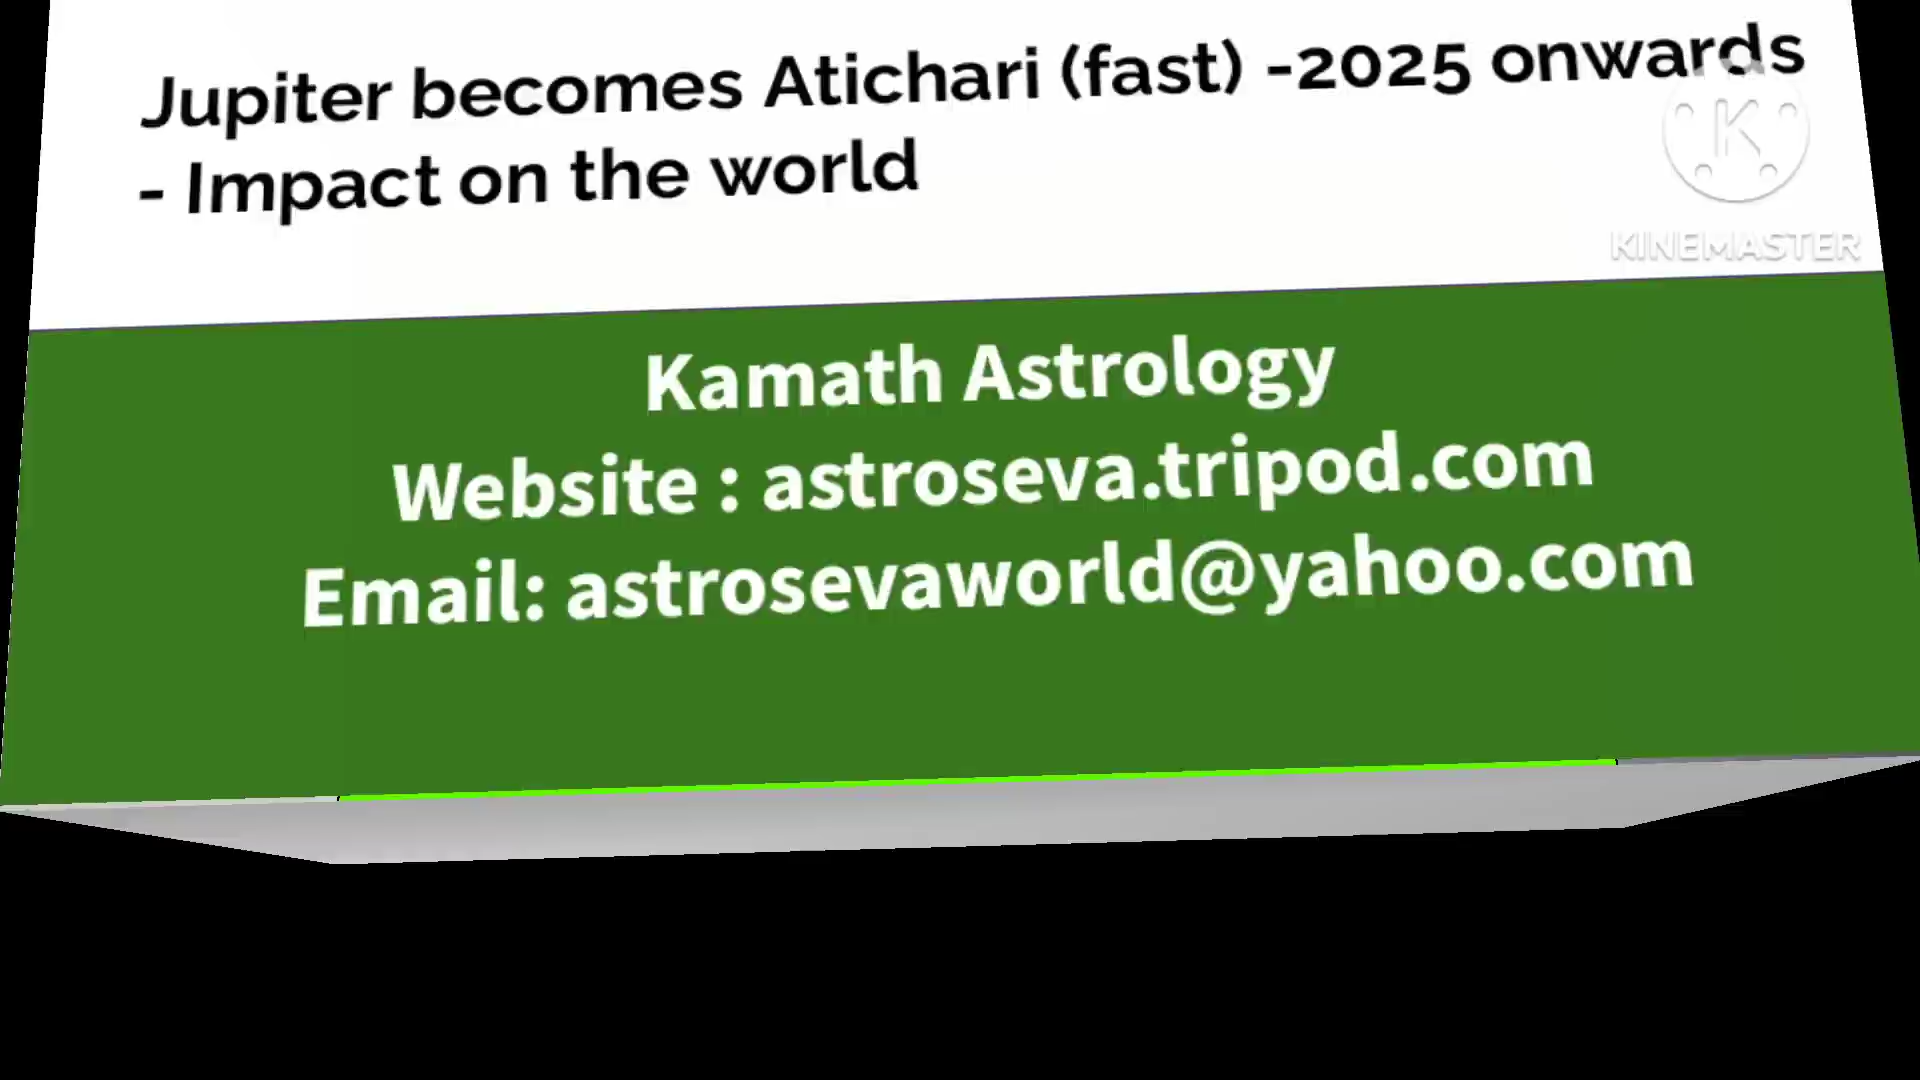 Jupiter becomes Atichari (fast) -2025 onwards
- Impact on the world
KINEMASTER
Kamath Astrology
Website : astroseva.tripod.com
Email: astrosevaworld@yahoo.com